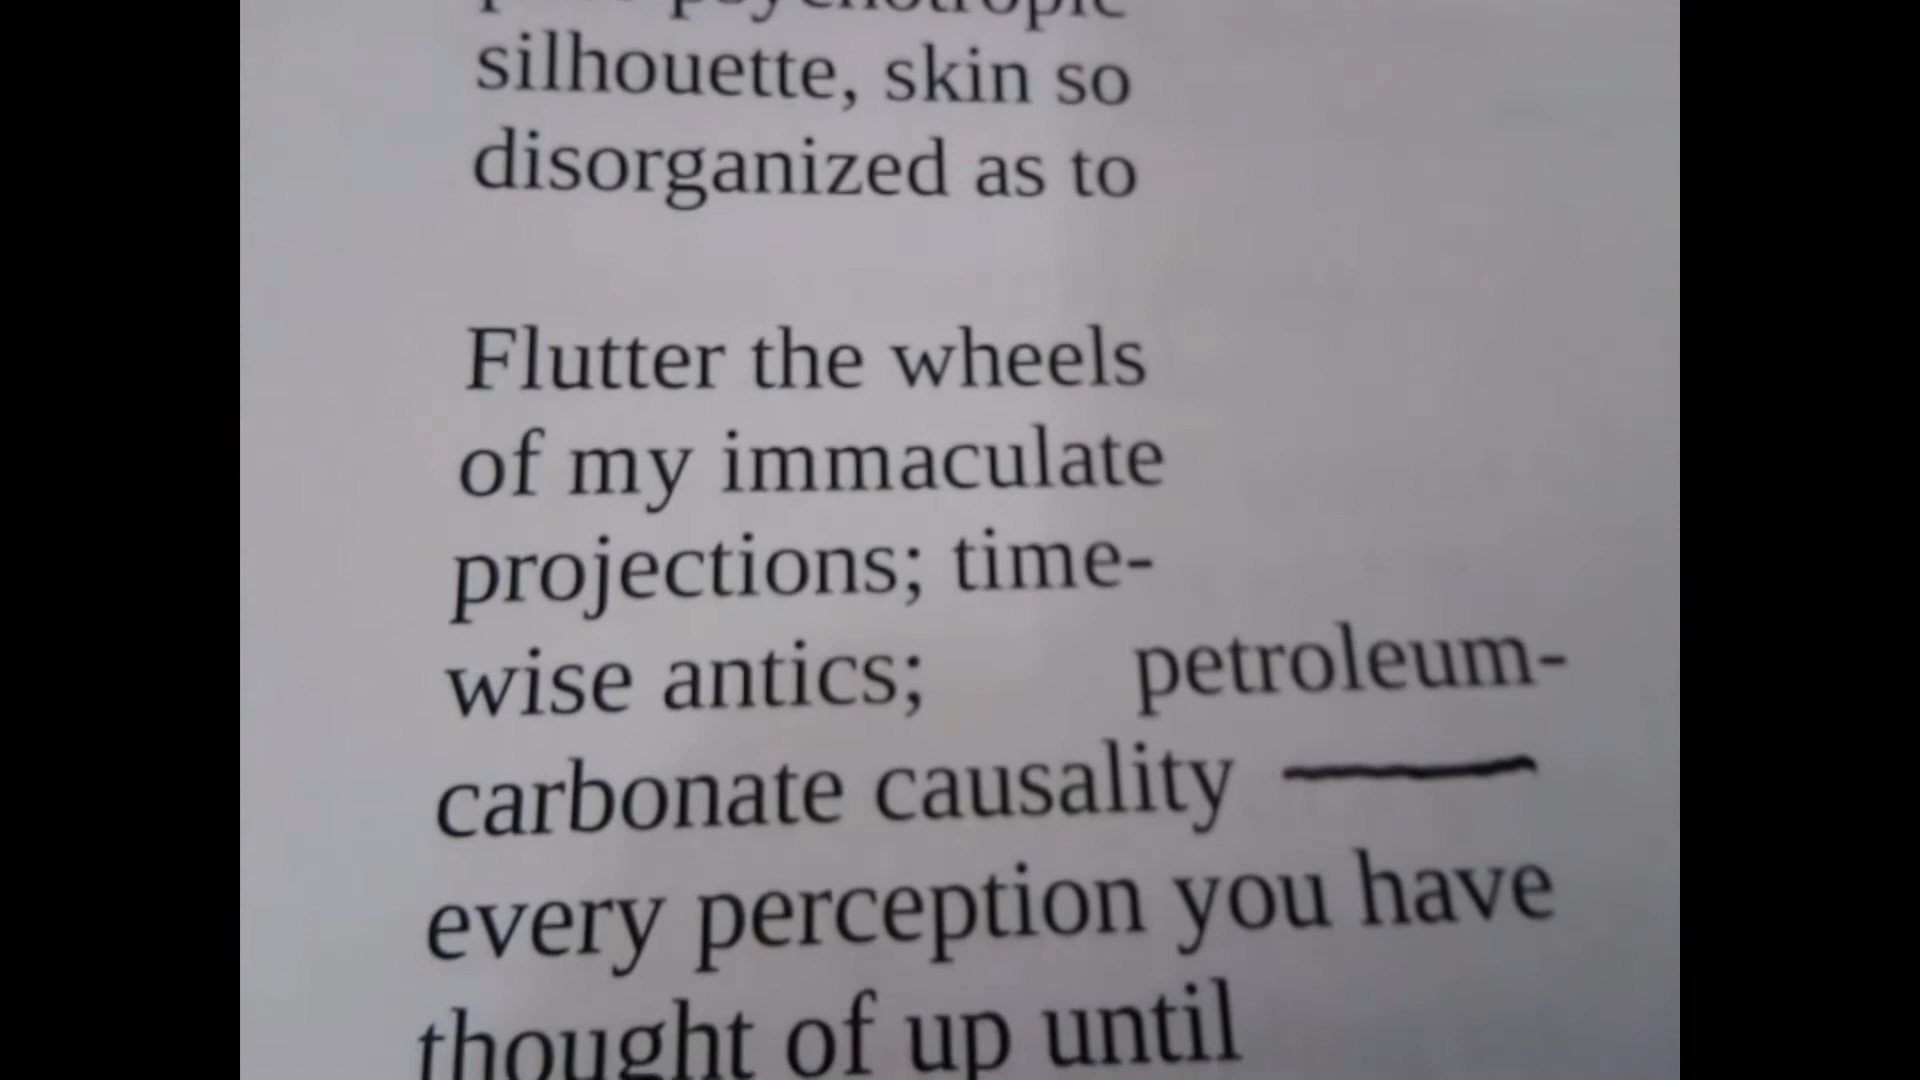 psychotropic
silhouette, skin so
disorganized as to
Flutter the wheels
of my immaculate
projections; time-
wise antics; petroleum-
carbonate causality ———
every perception you have
thought of up until